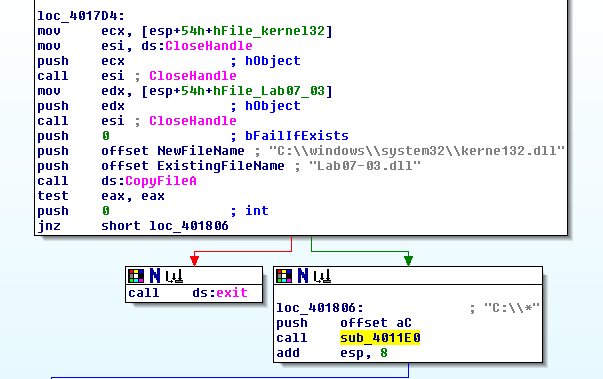 loc_4017D4:
mov ecx, [esp+54h+hFile_kernel32]
mov esi, ds:CloseHandle
push ecx ; hObject
call esi ; CloseHandle
mov edx, [esp+54h+hFile_Lab07_03]
push edx ; hObject
call esi ; CloseHandle
push 0 ; bFailIfExists
push offset NewFileName ; "C:\\windows\\system32\\kerne132.dll"
push offset ExistingFileName ; "Lab07-03.dll"
call ds:CopyFileA
test eax, eax
push 0 ; int
jnz short loc_401806
call ds:exit
loc_401806: ; "C:\\*"
push offset aC
call sub_4011E0
add esp, 8